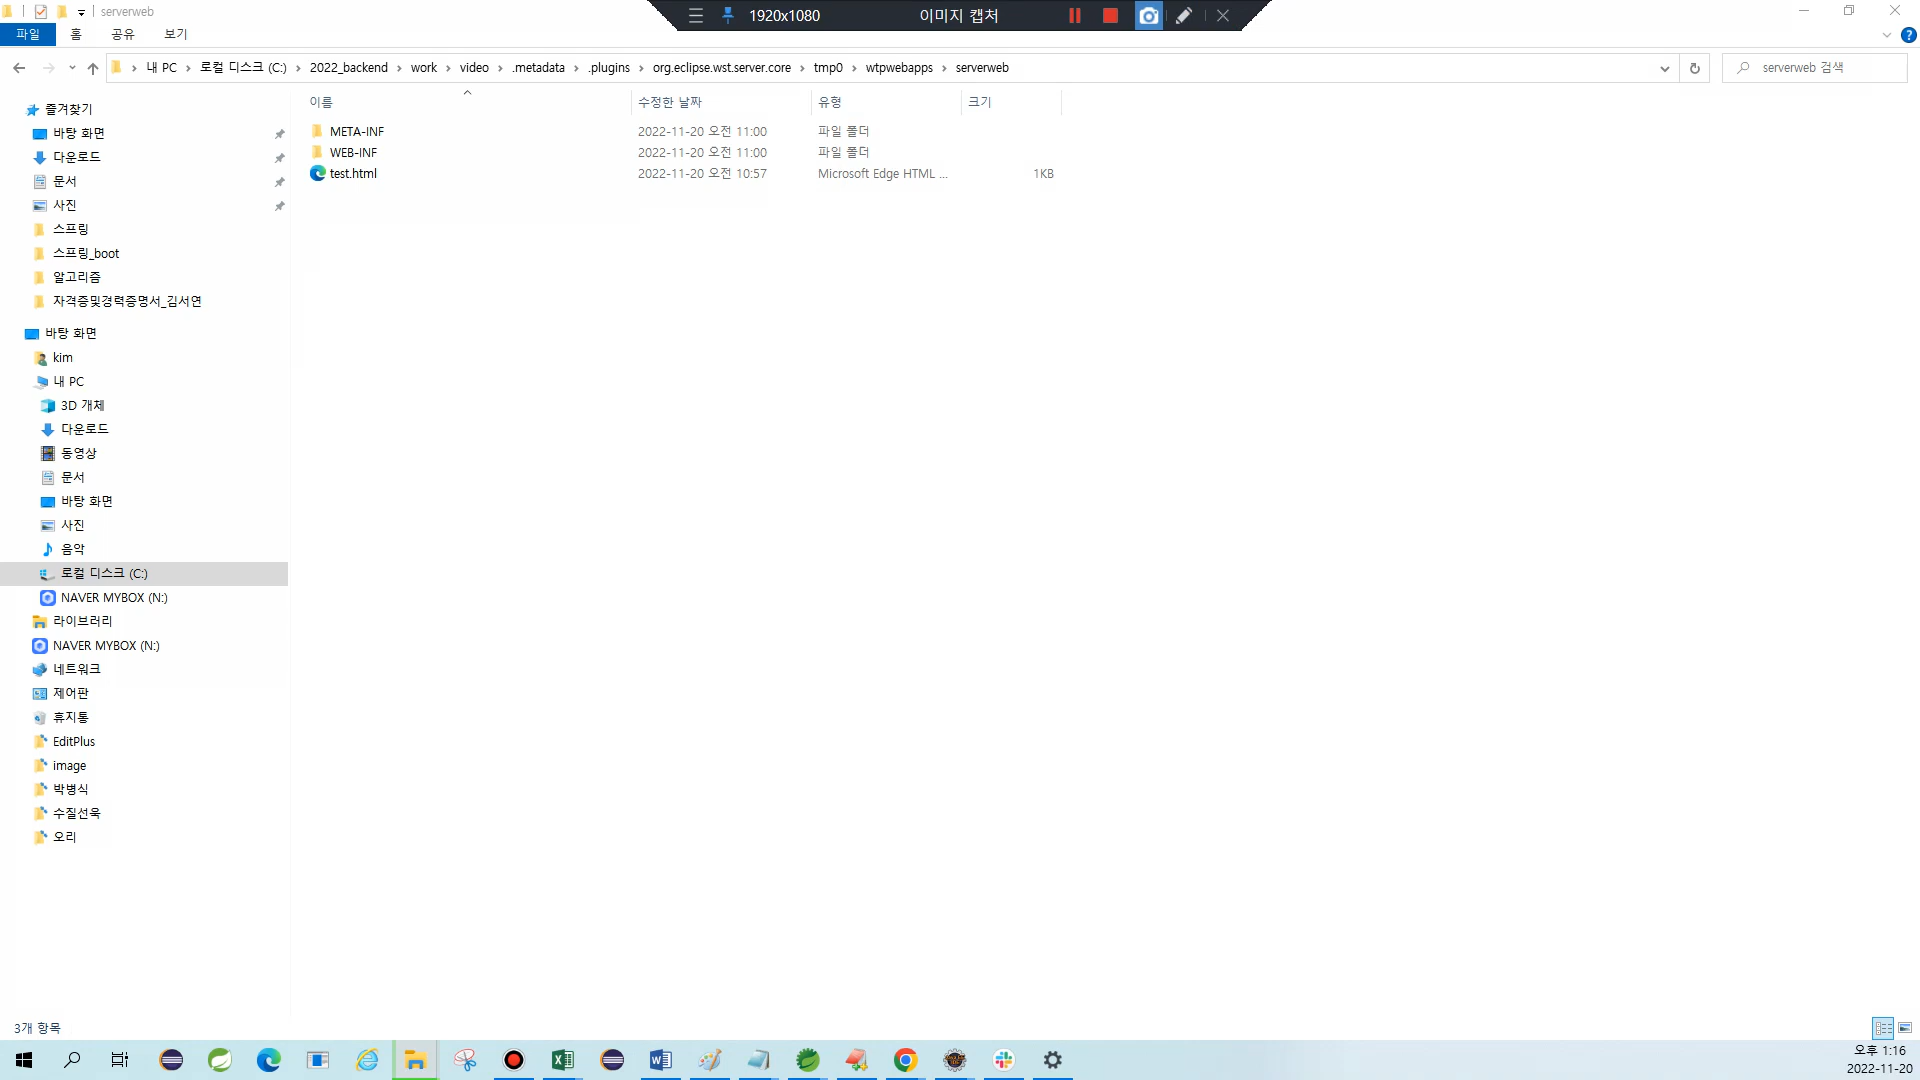 serverweb
1920x1080 이미지 캡처
파일 홈 공유 보기
내 PC 로컬 디스크 (C:) 2022_backend work video .metadata .plugins org.eclipse.wst.server.core tmp0 wtpwebapps serverweb
serverweb 검색
이름 수정한 날짜 유형 크기
META-INF 2022-11-20 오전 11:00 파일 폴더
WEB-INF 2022-11-20 오전 11:00 파일 폴더
test.html 2022-11-20 오전 10:57 Microsoft Edge HTML ... 1KB
즐겨찾기
바탕 화면
다운로드
문서
사진
스프링
스프링_boot
알고리즘
자격증및경력증명서_김서연
바탕 화면
kim
내 PC
3D 개체
다운로드
동영상
문서
바탕 화면
사진
음악
로컬 디스크 (C:)
NAVER MYBOX (N:)
라이브러리
NAVER MYBOX (N:)
네트워크
제어판
휴지통
EditPlus
image
박병식
수질선욱
오리
3개 항목
오후 1:16
2022-11-20